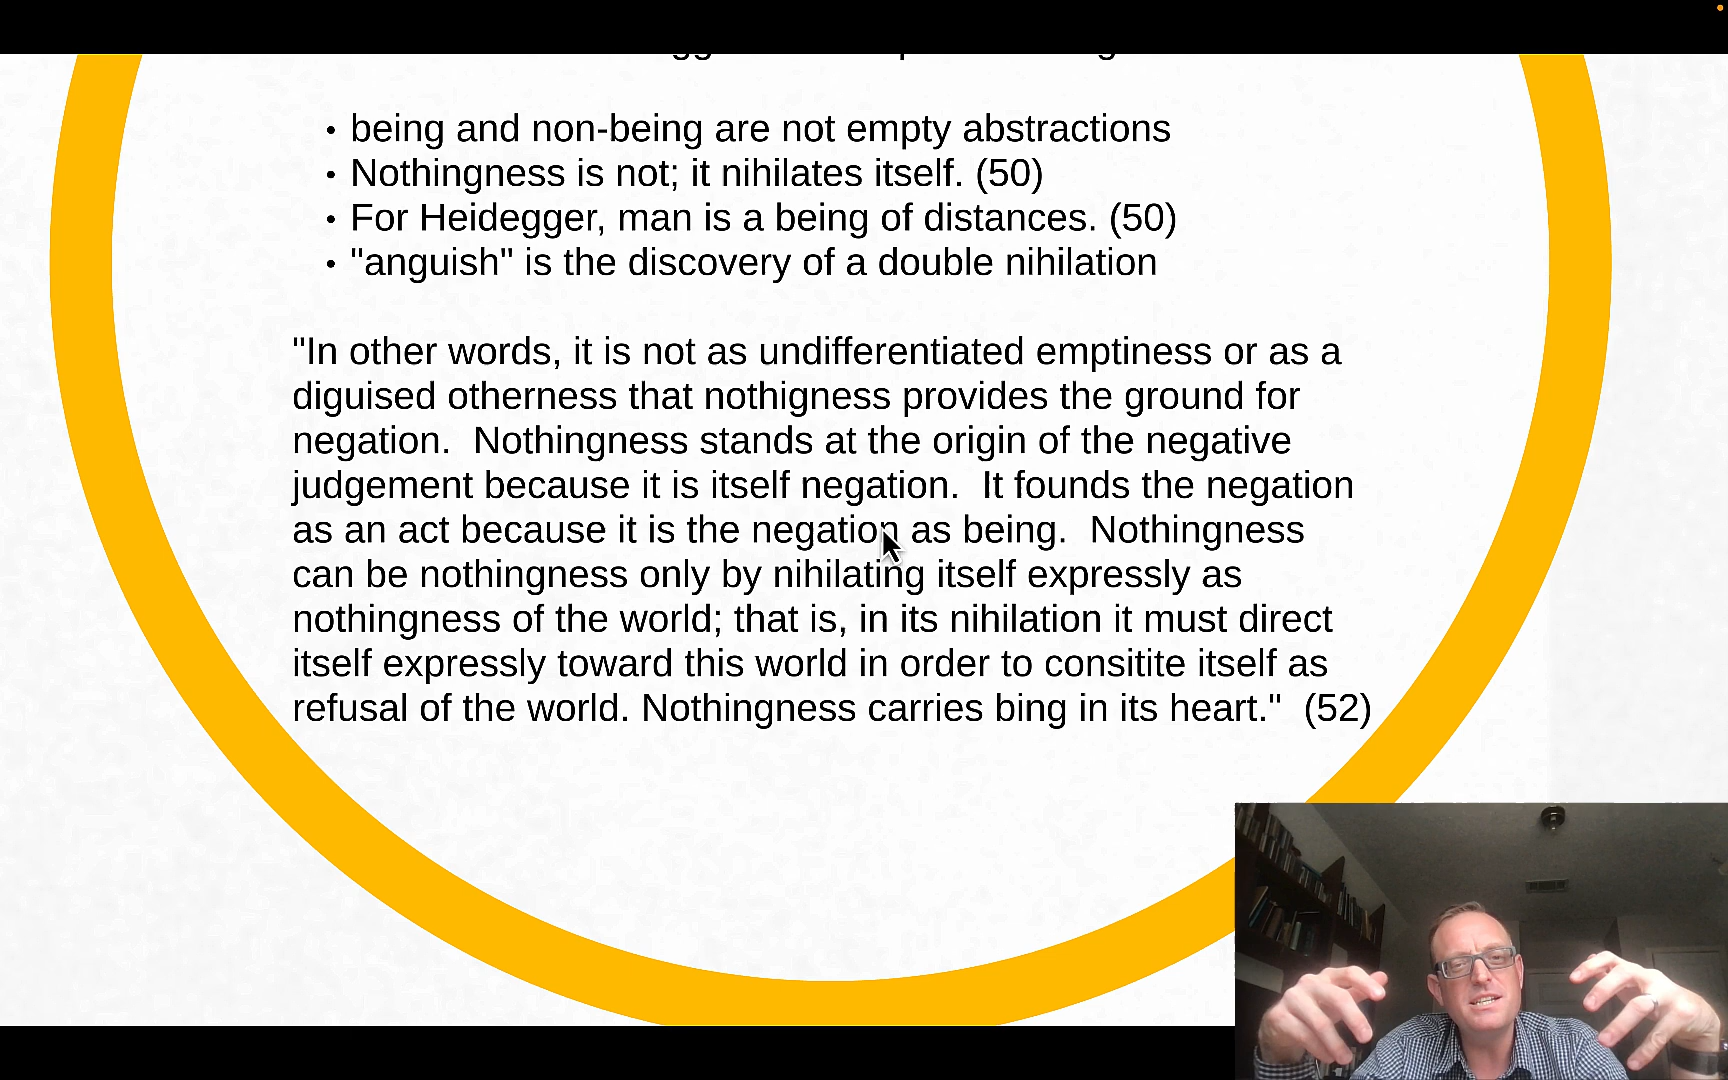 • being and non-being are not empty abstractions
• Nothingness is not; it nihilates itself. (50)
• For Heidegger, man is a being of distances. (50)
• "anguish" is the discovery of a double nihilation
"In other words, it is not as undifferentiated emptiness or as a
diguised otherness that nothigness provides the ground for
negation.  Nothingness stands at the origin of the negative
judgement because it is itself negation.  It founds the negation
as an act because it is the negation as being.  Nothingness
can be nothingness only by nihilating itself expressly as
nothingness of the world; that is, in its nihilation it must direct
itself expressly toward this world in order to consitite itself as
refusal of the world. Nothingness carries bing in its heart."  (52)